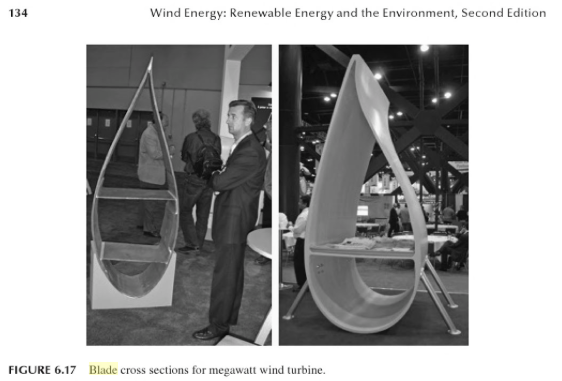 134
Wind Energy: Renewable Energy and the Environment, Second Edition
FIGURE 6.17 Blade cross sections for megawatt wind turbine.